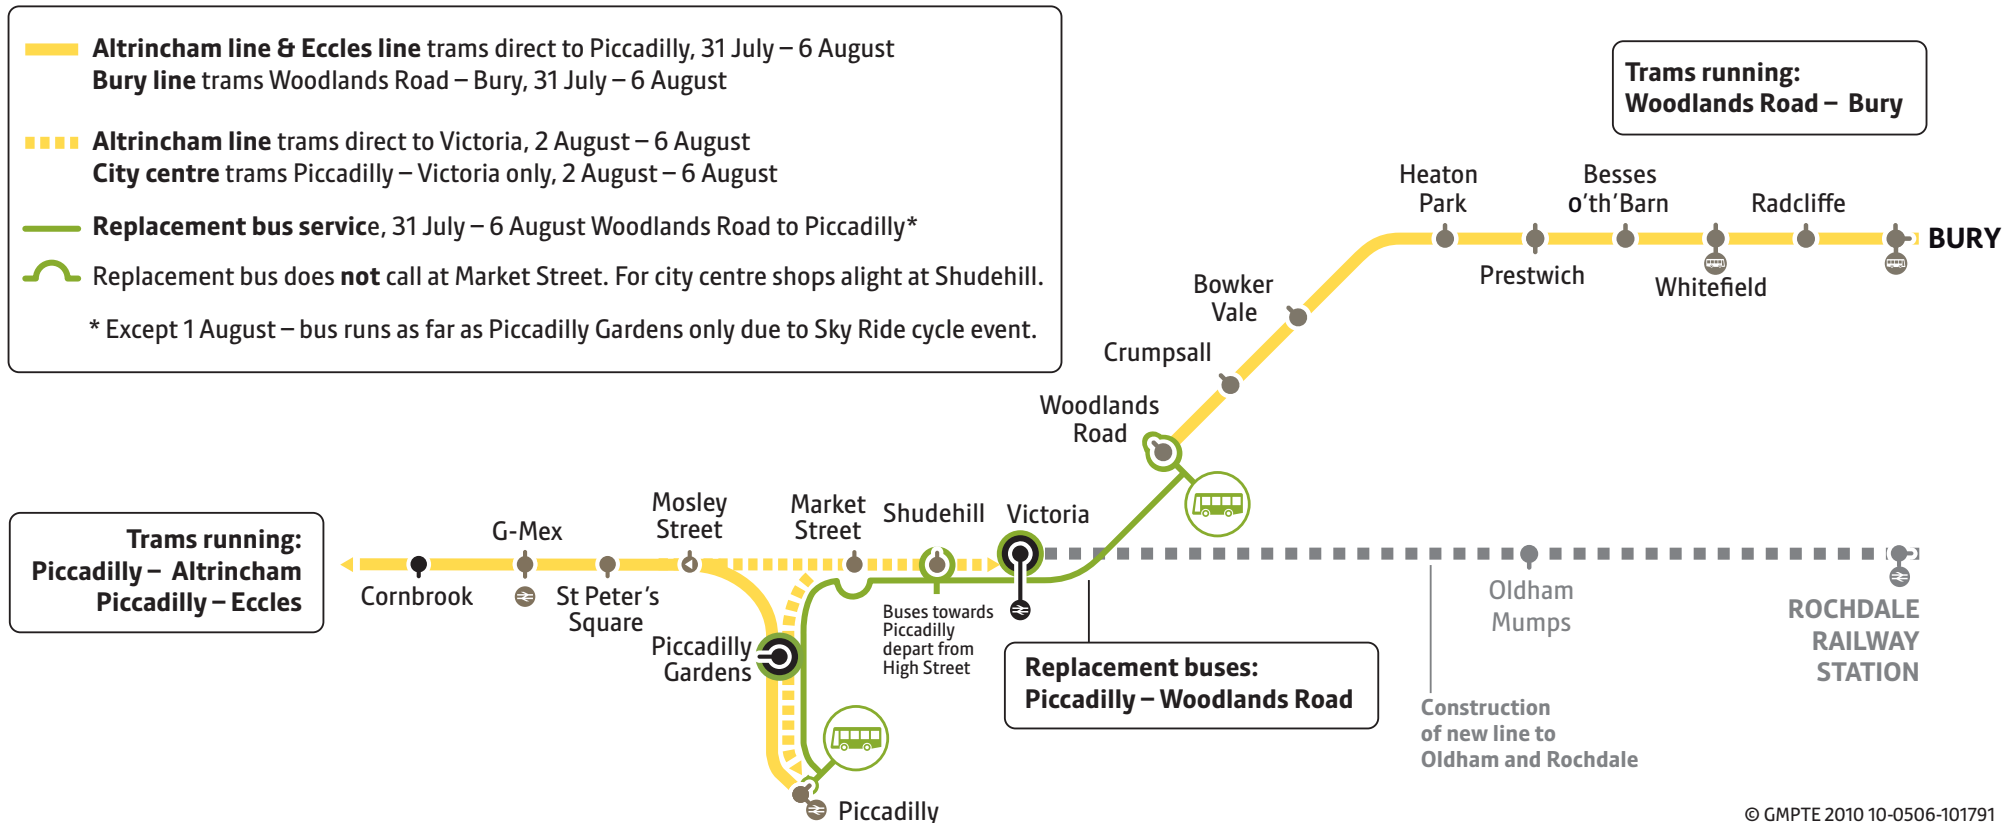 Altrincham line & Eccles line trams direct to Piccadilly, 31 July – 6 August
Bury line trams Woodlands Road – Bury, 31 July – 6 August
Altrincham line trams direct to Victoria, 2 August – 6 August
City centre trams Piccadilly – Victoria only, 2 August – 6 August
Replacement bus service, 31 July – 6 August Woodlands Road to Piccadilly*
Replacement bus does not call at Market Street. For city centre shops alight at Shudehill.
* Except 1 August – bus runs as far as Piccadilly Gardens only due to Sky Ride cycle event.
Trams running:
Woodlands Road – Bury
Heaton
Park
Prestwich
Besses
o'th'Barn
Whitefield
Radcliffe
BURY
Bowker
Vale
Crumpsall
Woodlands
Road
Trams running:
Piccadilly – Altrincham
Piccadilly – Eccles
Cornbrook
G-Mex
St Peter's
Square
Mosley
Street
Market
Street
Shudehill
Victoria
Piccadilly
Gardens
Buses towards
Piccadilly
depart from
High Street
Replacement buses:
Piccadilly – Woodlands Road
Oldham
Mumps
ROCHDALE
RAILWAY
STATION
Construction
of new line to
Oldham and Rochdale
Piccadilly
© GMPTE 2010 10-0506-101791